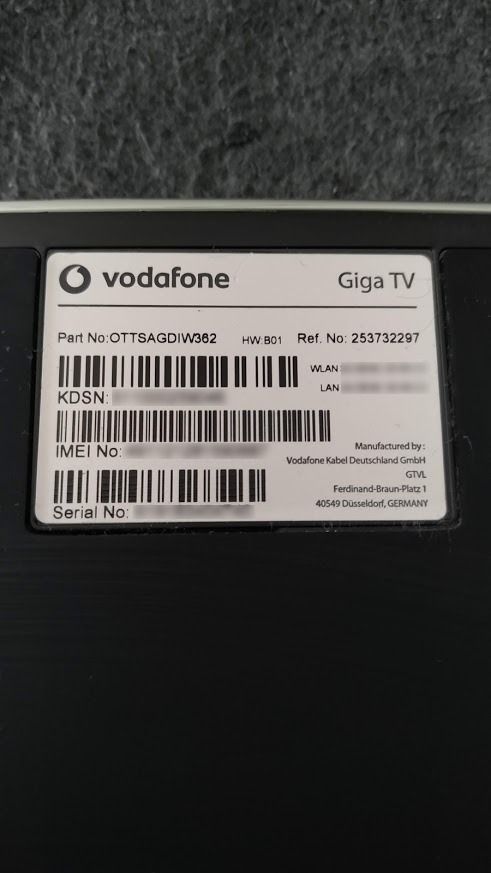 vodafone Giga TV
Part No:OTTSAGDIW362 HW:B01 Ref. No: 253732297
WLAN
LAN
KDSN:
IMEI No:
Serial No:
Manufactured by :
Vodafone Kabel Deutschland GmbH
GTVL
Ferdinand-Braun-Platz 1
40549 Düsseldorf, GERMANY